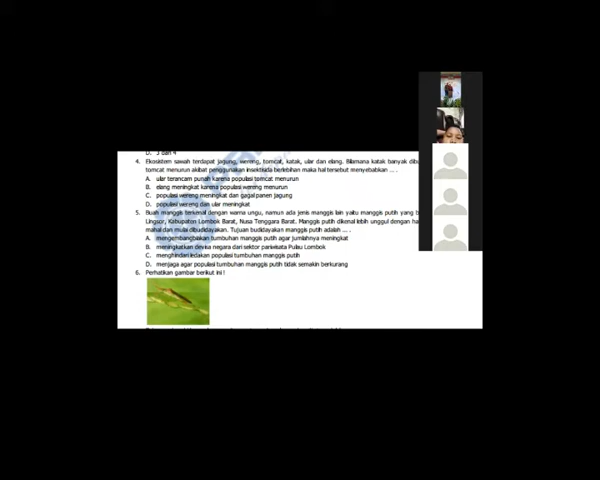 D. 3 dan 4
4. Ekosistem sawah terdapat jagung, wereng, tomcat, katak, ular dan elang. Bilamana katak banyak dibu
tomcat menurun akibat penggunaan insektisida berlebihan maka hal tersebut menyebabkan ... .
A. ular terancam punah karena populasi tomcat menurun
B. elang meningkat karena populasi wereng menurun
C. populasi wereng meningkat dan gagal panen jagung
D. populasi wereng dan ular meningkat
5. Buah manggis terkenal dengan warna ungu, namun ada jenis manggis lain yaitu manggis putih yang b
Lingsor, Kabupaten Lombok Barat, Nusa Tenggara Barat. Manggis putih dikenal lebih unggul dengan ha
mahal dan mulai dibudidayakan. Tujuan budidayakan manggis putih adalah ... .
A. mengembangbiakan tumbuhan manggis putih agar jumlahnya meningkat
B. meningkatkan devisa negara dari sektor pariwisata Pulau Lombok
C. menghindari ledakan populasi tumbuhan manggis putih
D. menjaga agar populasi tumbuhan manggis putih tidak semakin berkurang
6. Perhatikan gambar berikut ini!